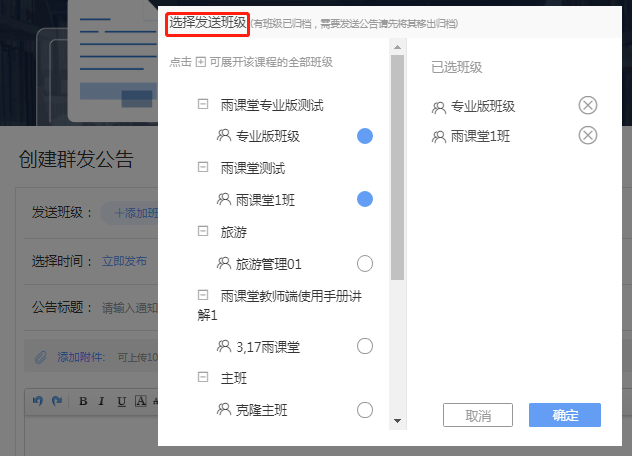 选择发送班级(有班级已归档，需要发送公告请先将其移出归档)
点击 可展开该课程的全部班级
雨课堂专业版测试
专业版班级
雨课堂测试
雨课堂1班
旅游
旅游管理01
雨课堂教师端使用手册讲
解1
3,17雨课堂
主班
克隆主班
已选班级
专业版班级
雨课堂1班
取消 确定
创建群发公告
发送班级： 十添加班
选择时间： 立即发布
公告标题： 请输入通知
添加附件: 可上传10
B I U A